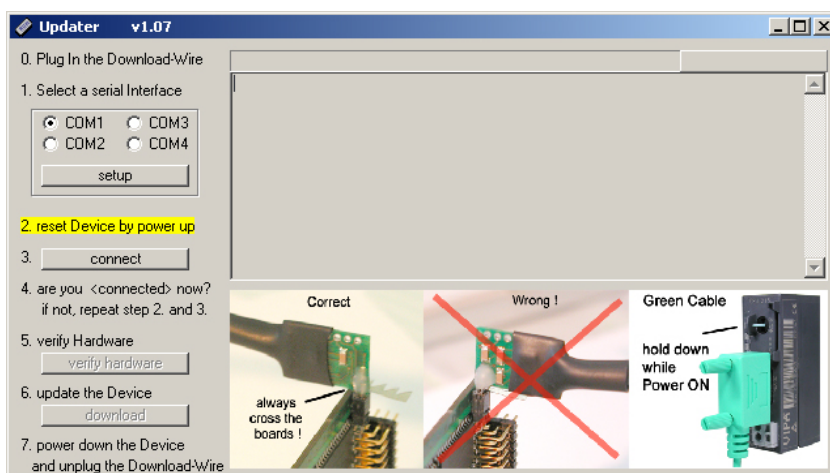 Updater v1.07
0. Plug In the Download-Wire
1. Select a serial Interface
COM1 COM3
COM2 COM4
setup
2. reset Device by power up
3. connect
4. are you <connected> now?
if not, repeat step 2. and 3.
5. verify Hardware
verify hardware
6. update the Device
download
7. power down the Device
and unplug the Download-Wire
Correct
always
cross the
boards !
Wrong !
Green Cable
hold down
while
Power ON
VIPA